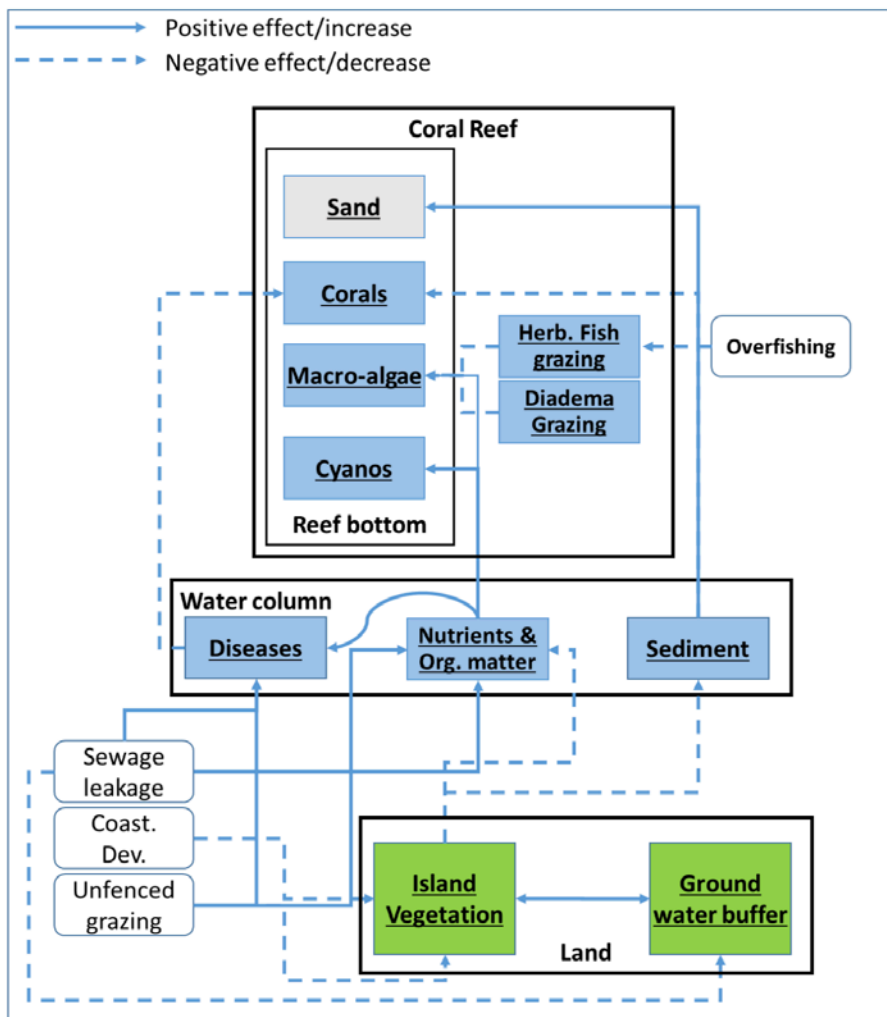 Positive effect/increase
Negative effect/decrease
Coral Reef
Sand
Corals
Herb. Fish
grazing
Overfishing
Macro-algae
Diadema
Grazing
Cyanos
Reef bottom
Water column
Diseases
Nutrients &
Org. matter
Sediment
Sewage
leakage
Coast.
Dev.
Unfenced
grazing
Island
Vegetation
Ground
water buffer
Land